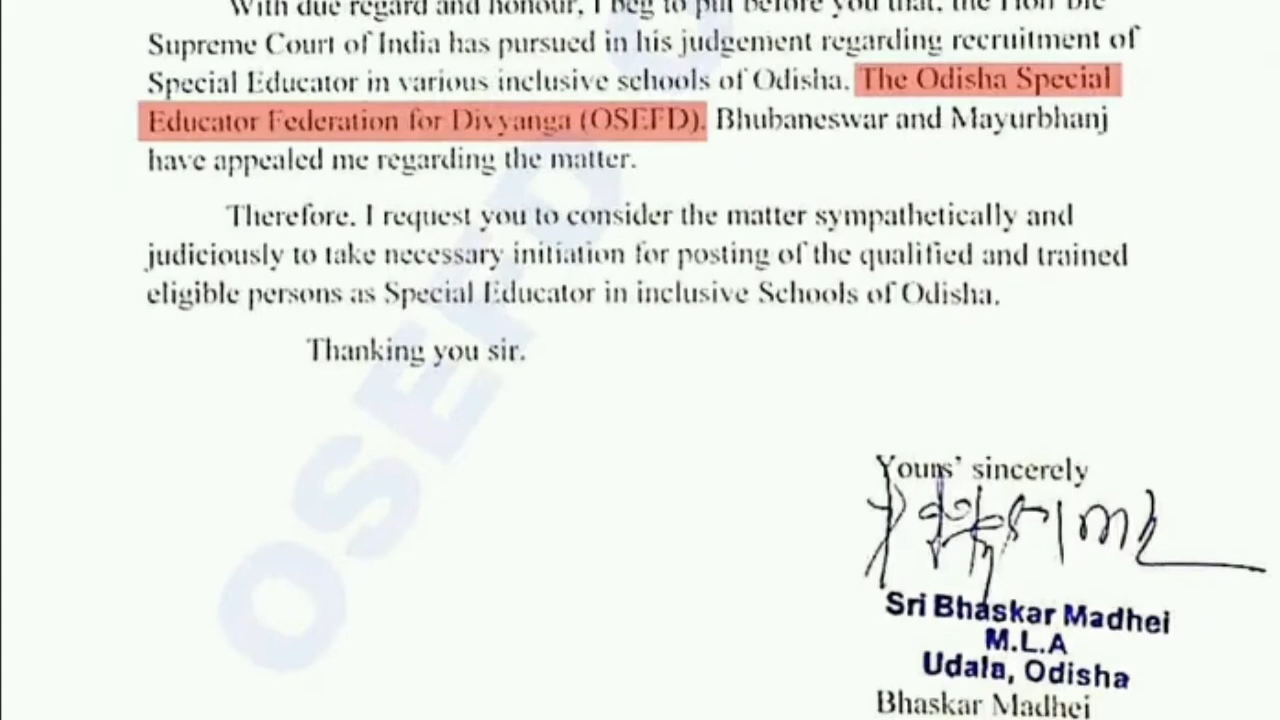 With due regard and honour, I beg to put before you that, the Hon'ble
Supreme Court of India has pursued in his judgement regarding recruitment of
Special Educator in various inclusive schools of Odisha. The Odisha Special
Educator Federation for Divyanga (OSEFD). Bhubaneswar and Mayurbhanj
have appealed me regarding the matter.
Therefore. I request you to consider the matter sympathetically and
judiciously to take necessary initiation for posting of the qualified and trained
eligible persons as Special Educator in inclusive Schools of Odisha.
Thanking you sir.
OSEFD
Yours' sincerely
Sri Bhaskar Madhei
M.L.A
Udala, Odisha
Bhaskar Madhei